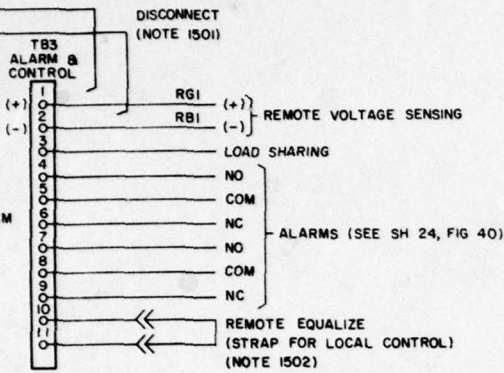 DISCONNECT
(NOTE 1501)
TB3
ALARM &
CONTROL
1
(+) RG1 (+)
2
(-) RB1 (-) REMOTE VOLTAGE SENSING
3
LOAD SHARING
4
NO
5
COM
M
6
NC
7
NO
ALARMS (SEE SH 24, FIG 40)
8
COM
9
NC
10
REMOTE EQUALIZE
11
(STRAP FOR LOCAL CONTROL)
(NOTE 1502)